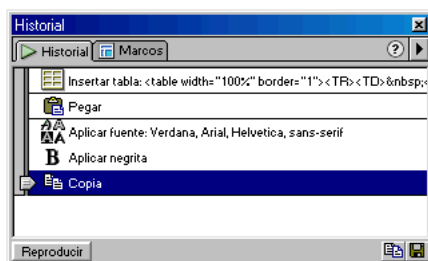 Historial
Historial Marcos
Insertar tabla: <table width="100%" border="1"><TR><TD>&nbsp;<
Pegar
Aplicar fuente: Verdana, Arial, Helvetica, sans-serif
B Aplicar negrita
Copia
Reproducir